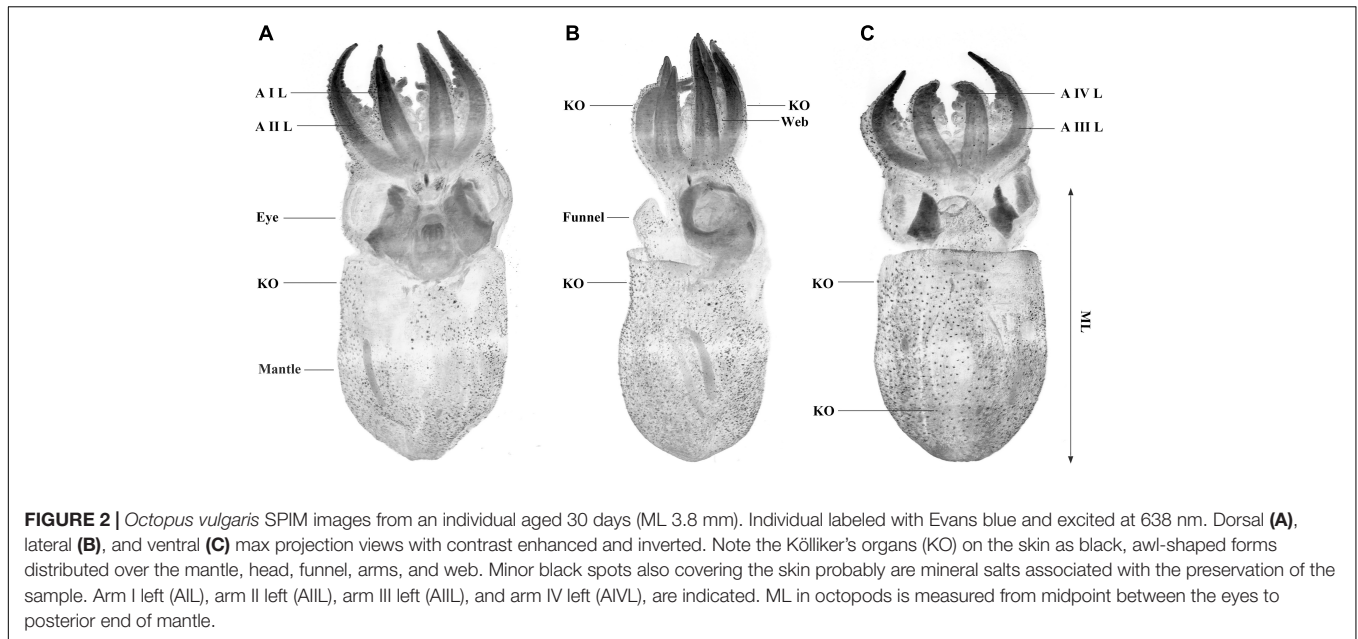 A
B
C
A I L
A II L
Eye
KO
Mantle
KO
KO
Web
Funnel
KO
A IV L
A III L
KO
KO
ML
FIGURE 2 | Octopus vulgaris SPIM images from an individual aged 30 days (ML 3.8 mm). Individual labeled with Evans blue and excited at 638 nm. Dorsal (A),
lateral (B), and ventral (C) max projection views with contrast enhanced and inverted. Note the Kölliker's organs (KO) on the skin as black, awl-shaped forms
distributed over the mantle, head, funnel, arms, and web. Minor black spots also covering the skin probably are mineral salts associated with the preservation of the
sample. Arm I left (AIL), arm II left (AIIL), arm III left (AIIL), and arm IV left (AIVL), are indicated. ML in octopods is measured from midpoint between the eyes to
posterior end of mantle.